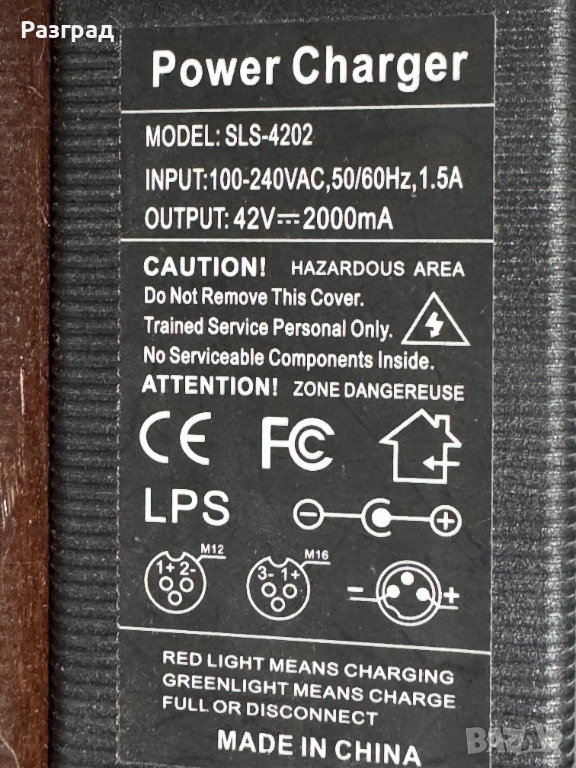 Разград
Power Charger
MODEL: SLS-4202
INPUT:100-240VAC,50/60Hz,1.5A
OUTPUT: 42V⎓2000mA
CAUTION! HAZARDOUS AREA
Do Not Remove This Cover.
Trained Service Personal Only.
No Serviceable Components Inside.
ATTENTION! ZONE DANGEREUSE
CE FC
LPS - +
M12 M16
1+ 2- 3- 1+ - +
RED LIGHT MEANS CHARGING
GREENLIGHT MEANS CHARGE
FULL OR DISCONNECT
MADE IN CHINA